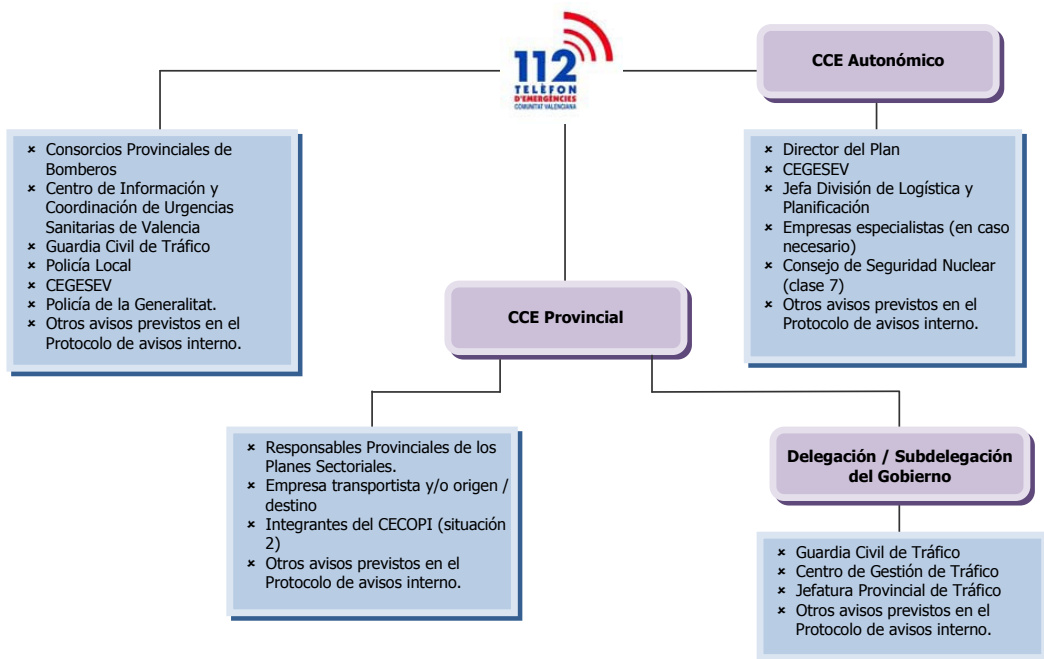 112
TELÈFON
D'EMERGÈNCIES
COMUNITAT VALENCIANA
CCE Autonómico
Consorcios Provinciales de
Bomberos
Centro de Información y
Coordinación de Urgencias
Sanitarias de Valencia
Guardia Civil de Tráfico
Policía Local
CEGESEV
Policía de la Generalitat.
Otros avisos previstos en el
Protocolo de avisos interno.
Director del Plan
CEGESEV
Jefa División de Logística y
Planificación
Empresas especialistas (en caso
necesario)
Consejo de Seguridad Nuclear
(clase 7)
Otros avisos previstos en el
Protocolo de avisos interno.
CCE Provincial
Responsables Provinciales de los
Planes Sectoriales.
Empresa transportista y/o origen /
destino
Integrantes del CECOPI (situación
2)
Otros avisos previstos en el
Protocolo de avisos interno.
Delegación / Subdelegación
del Gobierno
Guardia Civil de Tráfico
Centro de Gestión de Tráfico
Jefatura Provincial de Tráfico
Otros avisos previstos en el
Protocolo de avisos interno.